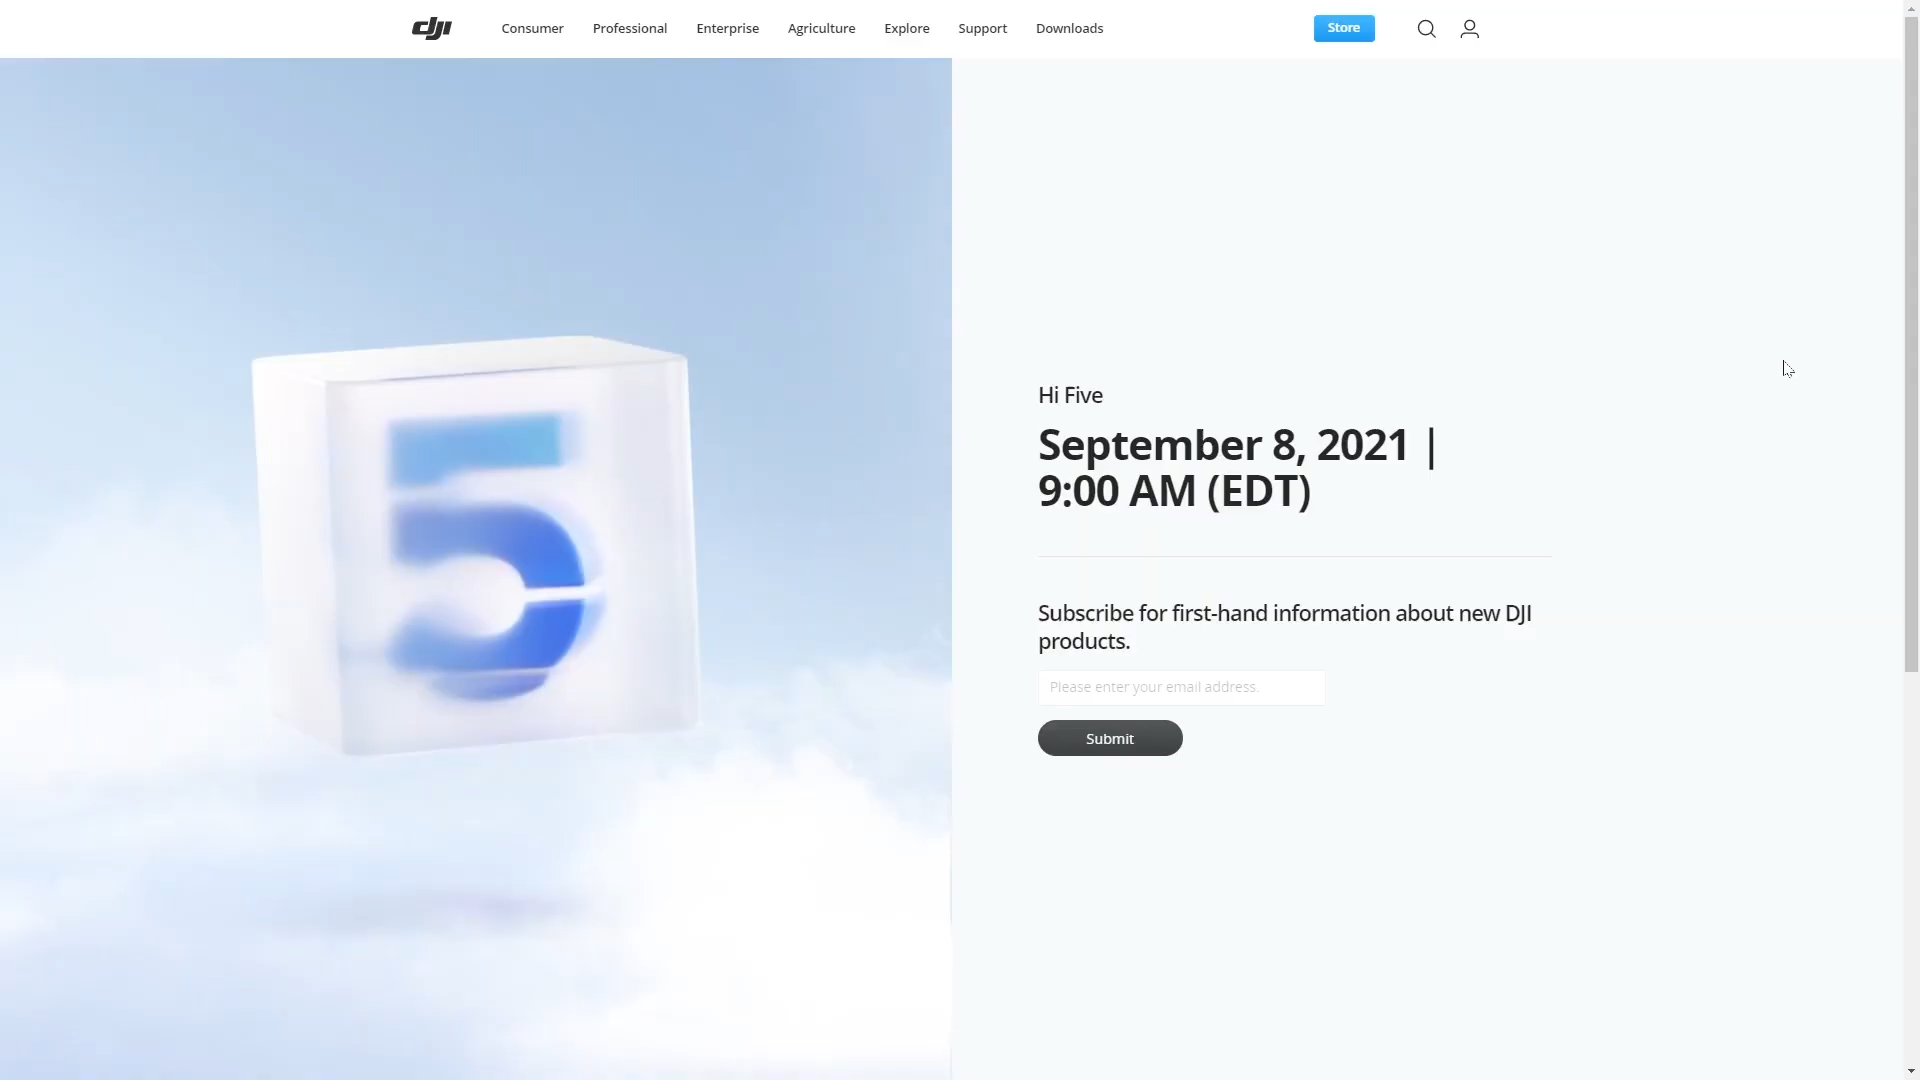 dji
Consumer
Professional
Enterprise
Agriculture
Explore
Support
Downloads
Store
5
Hi Five
September 8, 2021 |
9:00 AM (EDT)
Subscribe for first-hand information about new DJI
products.
Please enter your email address.
Submit